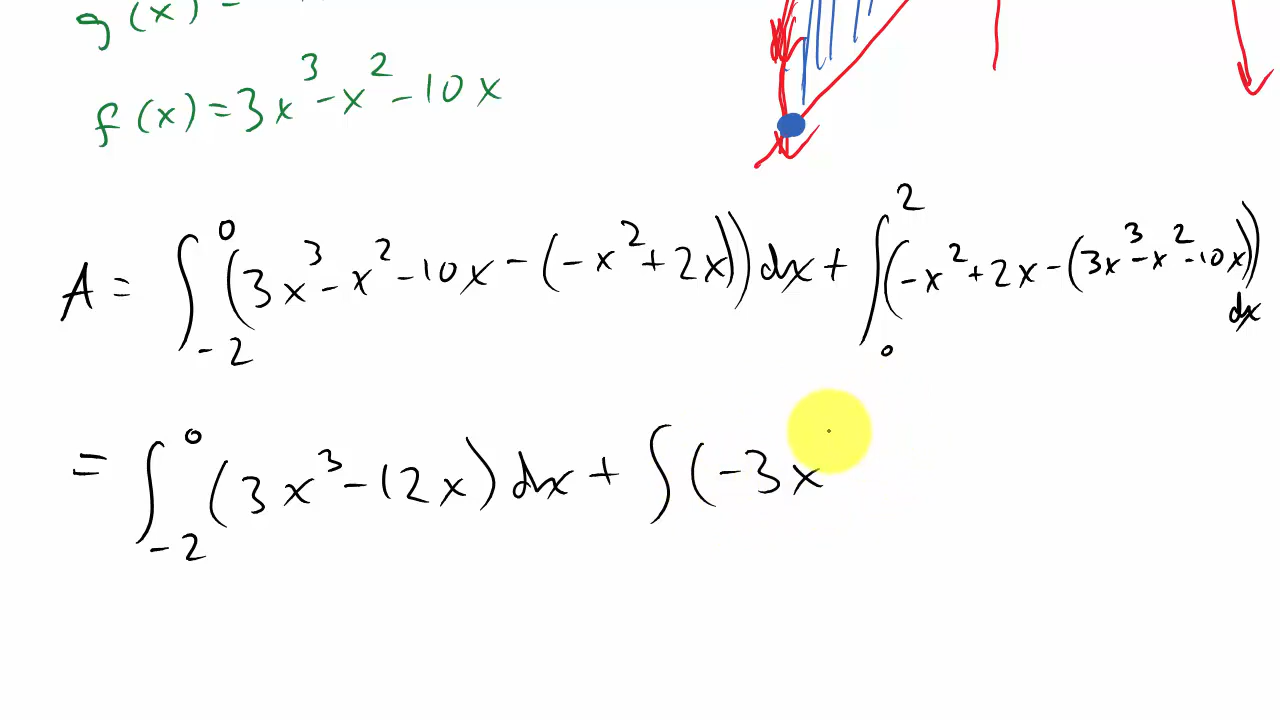 g(x) =
f(x) = 3x³ - x² - 10x
A = ∫₋₂⁰ (3x³ - x² - 10x - (-x² + 2x)) dx + ∫₀² (-x² + 2x - (3x³ - x² - 10x)) dx
= ∫₋₂⁰ (3x³ - 12x) dx + ∫ (-3x